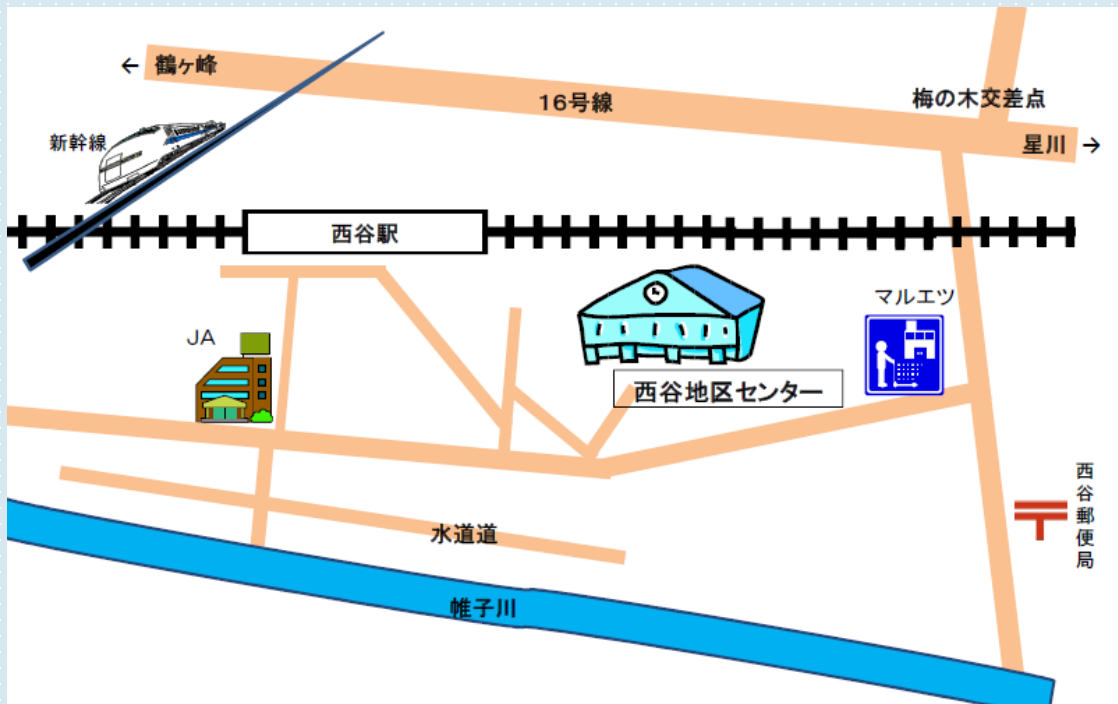 ← 鶴ヶ峰
16号線
梅の木交差点
星川 →
新幹線
西谷駅
マルエツ
JA
西谷地区センター
西谷郵便局
水道道
帷子川